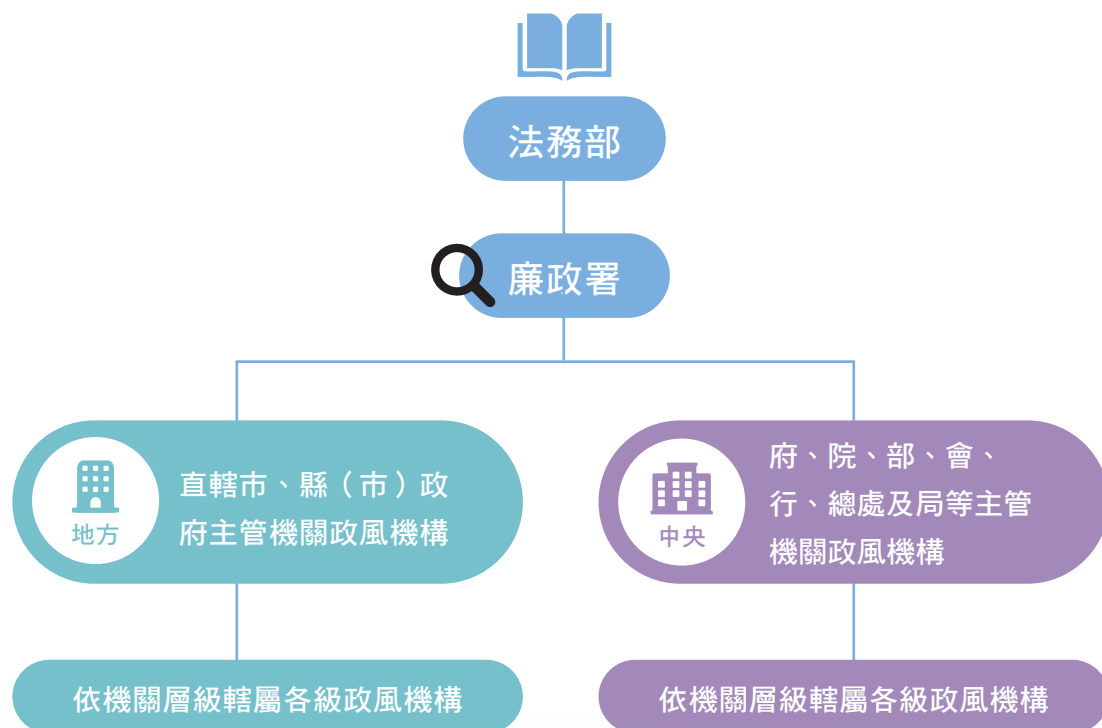 法務部
廉政署
地方
直轄市、縣（市）政
府主管機關政風機構
中央
府、院、部、會、
行、總處及局等主管
機關政風機構
依機關層級轄屬各級政風機構
依機關層級轄屬各級政風機構